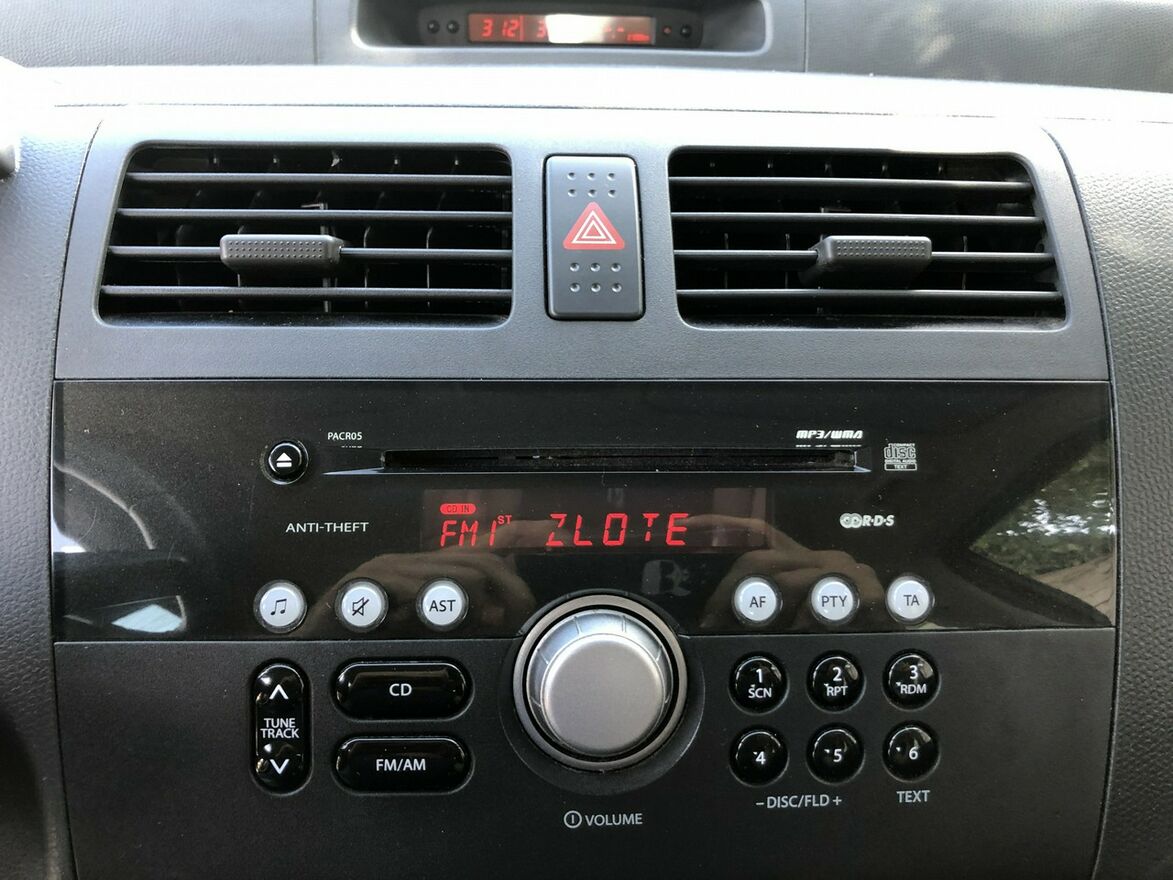 312
PACR05
MP3/WMA
COMPACT
disc
DIGITAL AUDIO
TEXT
CD IN
FM1 ST ZLOTE
ANTI-THEFT
R·D·S
AST
AF
PTY
TA
TUNE
TRACK
CD
FM/AM
1
SCN
2
RPT
3
RDM
4
5
6
VOLUME
- DISC/FLD +
TEXT